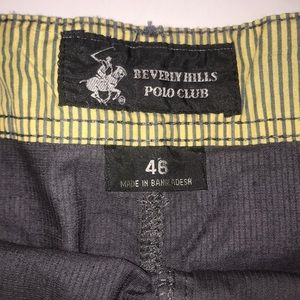 BEVERLY HILLS
POLO CLUB
®
46
MADE IN BANGLADESH